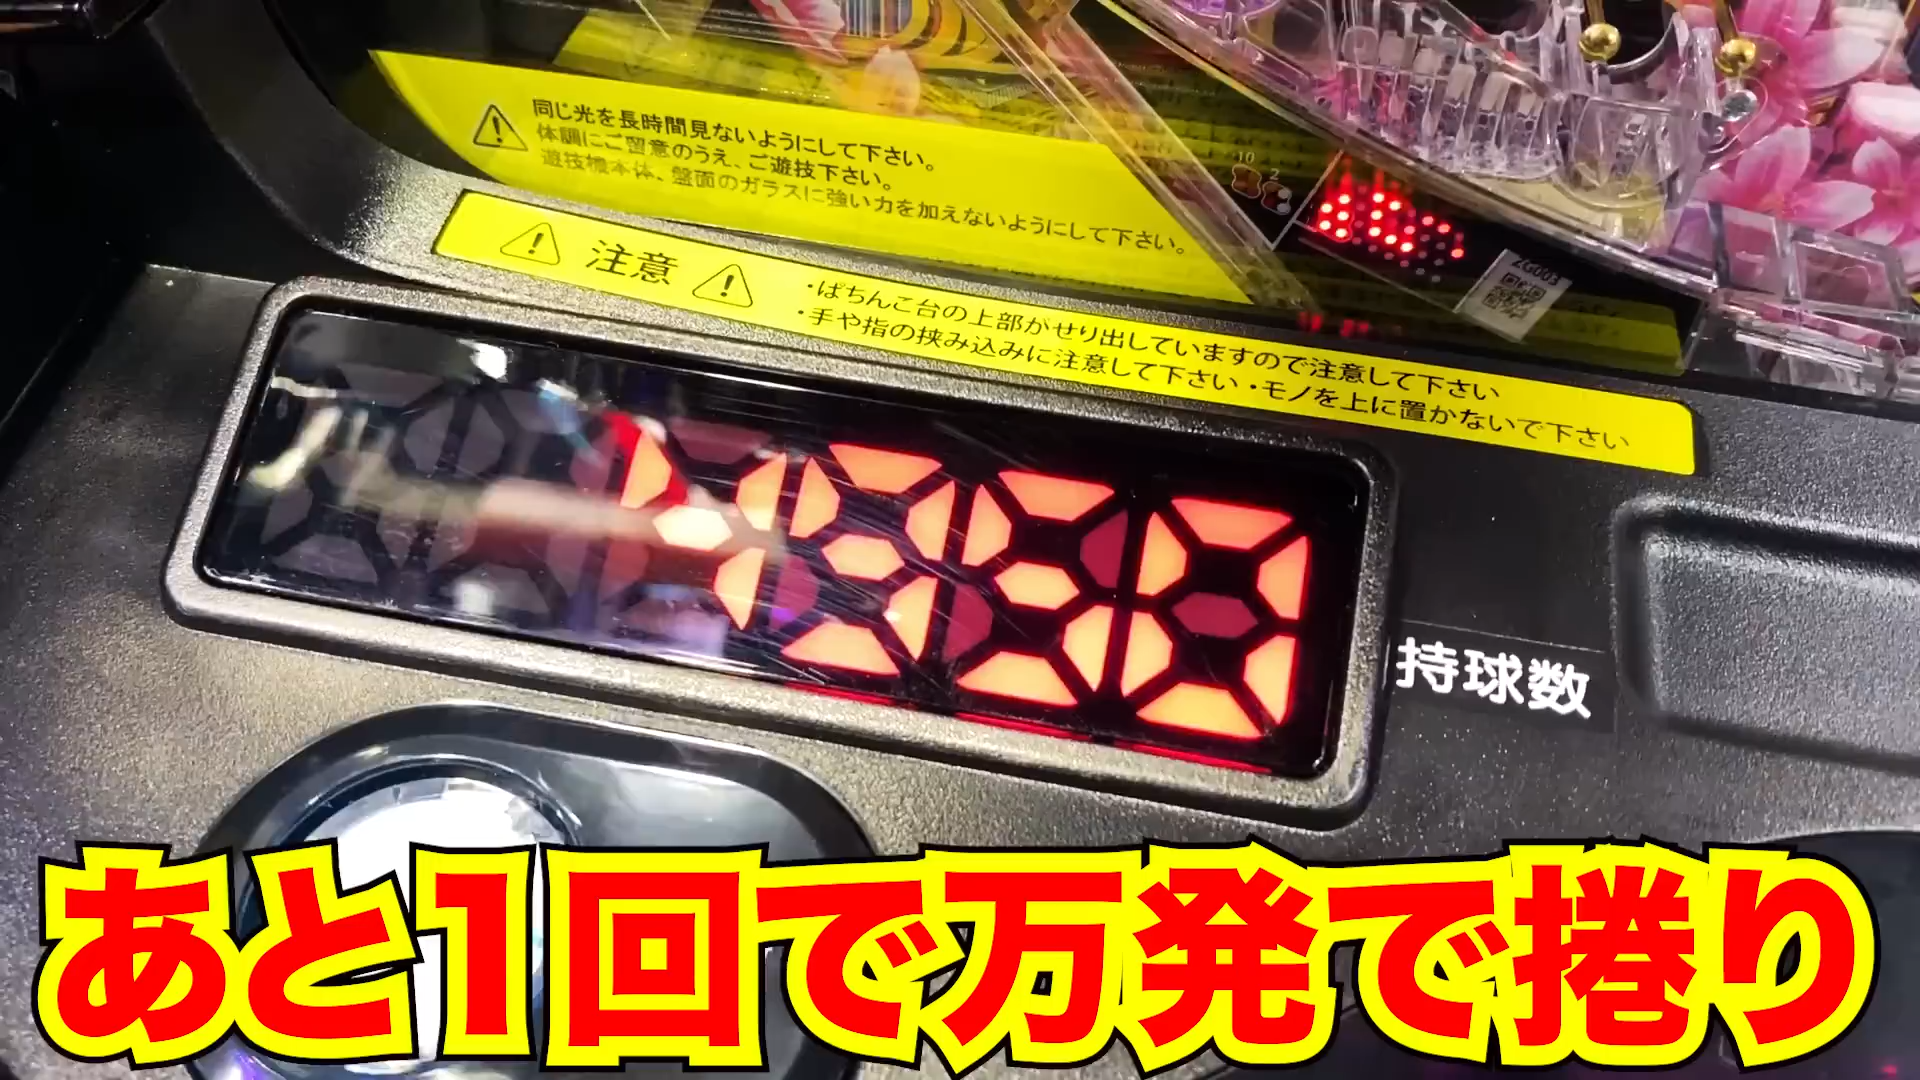 同じ光を長時間見ないようにして下さい。
体調にご留意のうえ、ご遊技下さい。
遊技機本体、盤面のガラスに強い力を加えないようにして下さい。
10
2
ZG003
注意
・ぱちんこ台の上部がせり出していますので注意して下さい
・手や指の挟み込みに注意して下さい・モノを上に置かないで下さい
4950
持球数
あと1回で万発で捲り